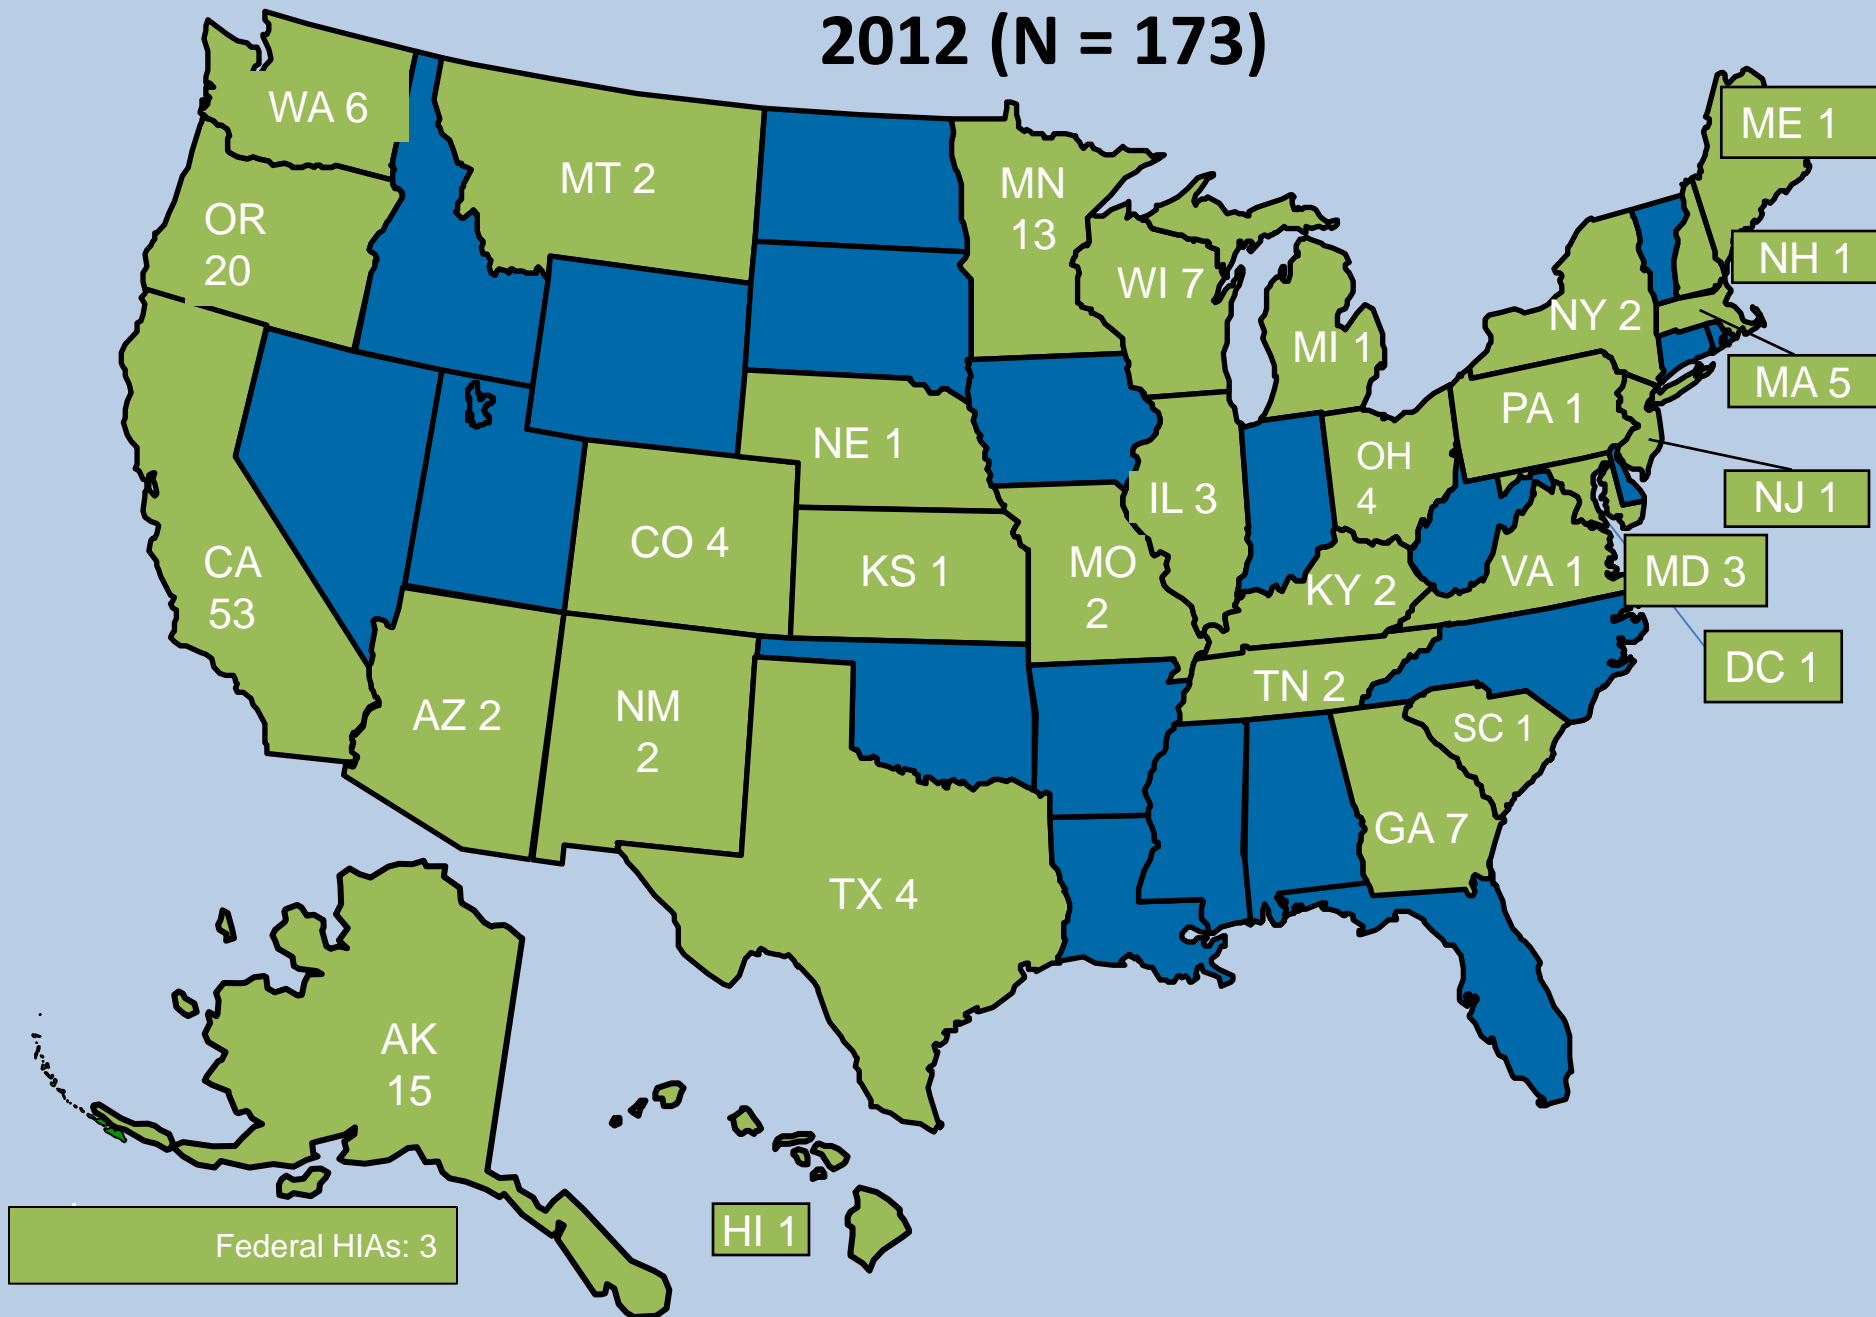 2012 (N = 173)
WA 6
MT 2
MN
13
ME 1
OR
20
NH 1
WI 7
NY 2
MI 1
MA 5
PA 1
NE 1
OH
4
IL 3
NJ 1
CO 4
KS 1
MO
2
KY 2
VA 1
MD 3
CA
53
DC 1
TN 2
AZ 2
NM
2
SC 1
GA 7
TX 4
AK
15
HI 1
Federal HIAs: 3